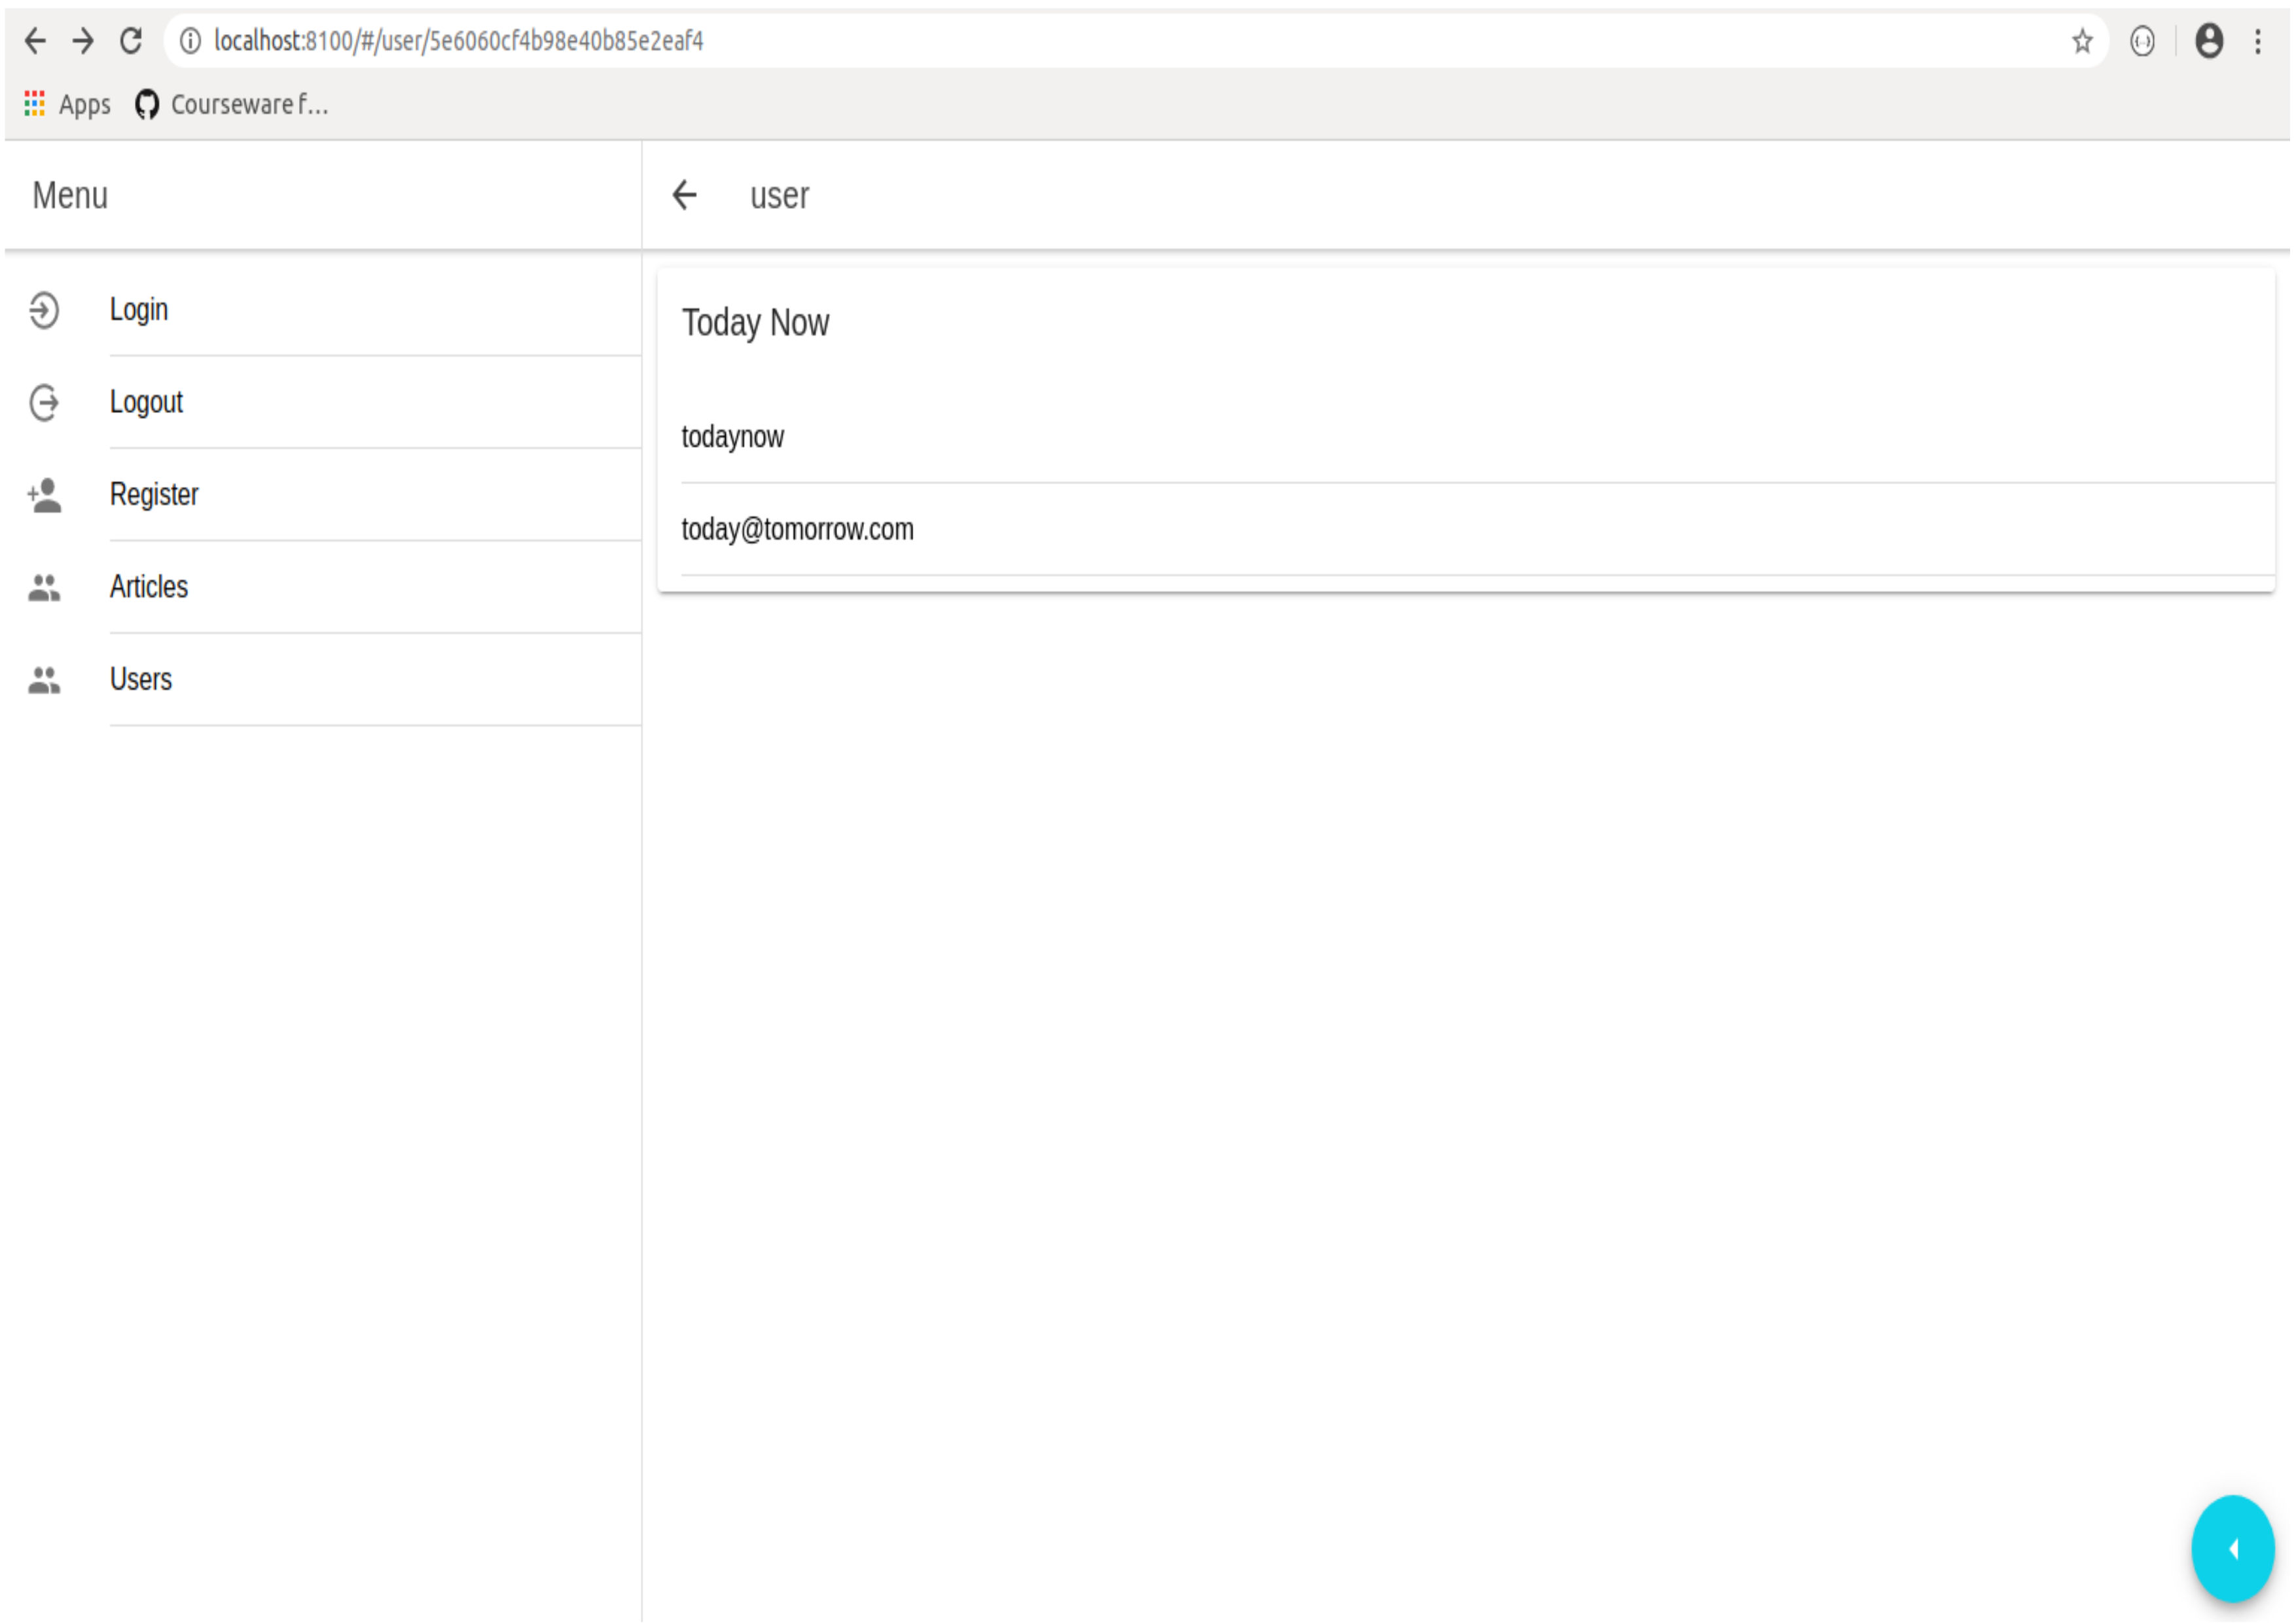 localhost:8100/#/user/5e6060cf4b98e40b85e2eaf4
Apps Courseware f...
Menu
user
Login
Logout
Register
Articles
Users
Today Now
todaynow
today@tomorrow.com